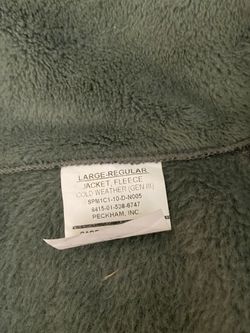 LARGE-REGULAR
JACKET, FLEECE
COLD WEATHER (GEN III)
SPM1C1-10-D-N005
8415-01-538-6747
PECKHAM, INC.